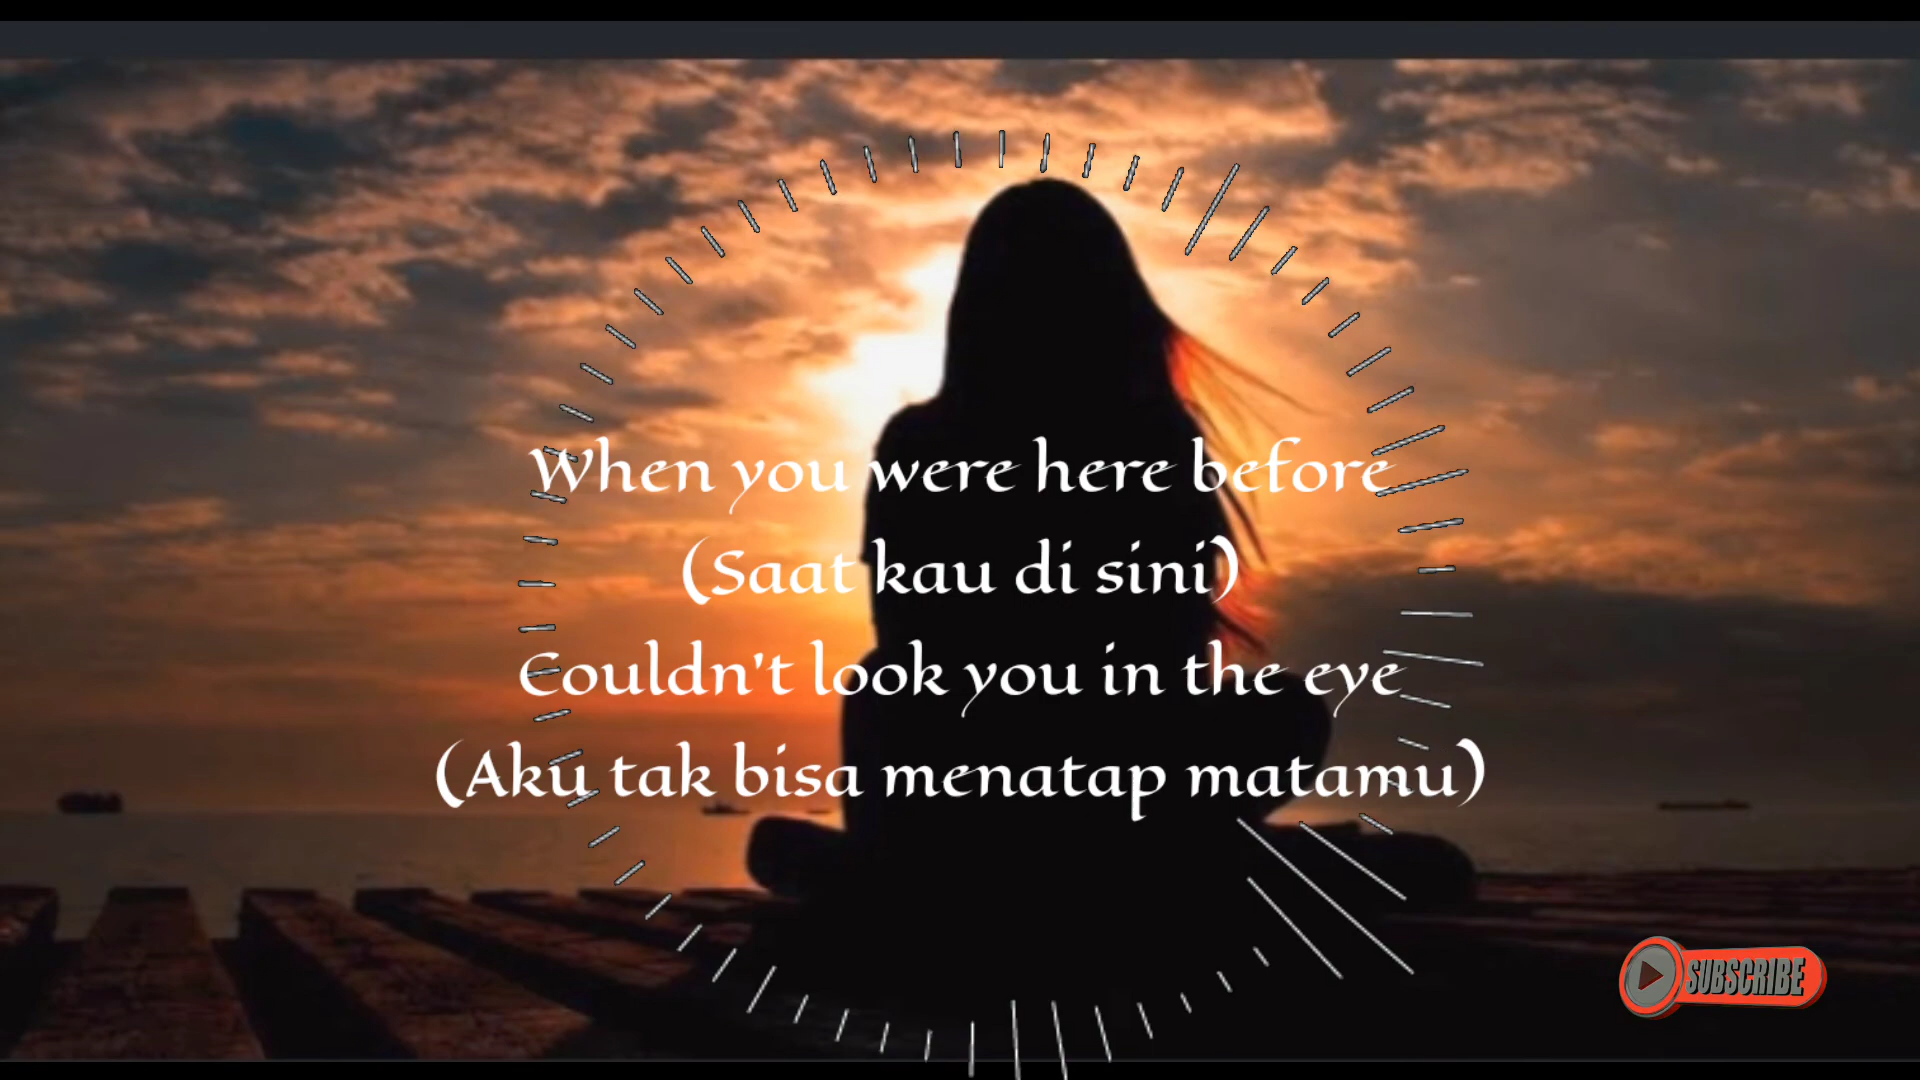 When you were here before
(Saat kau di sini)
Couldn't look you in the eye
(Aku tak bisa menatap matamu)
SUBSCRIBE